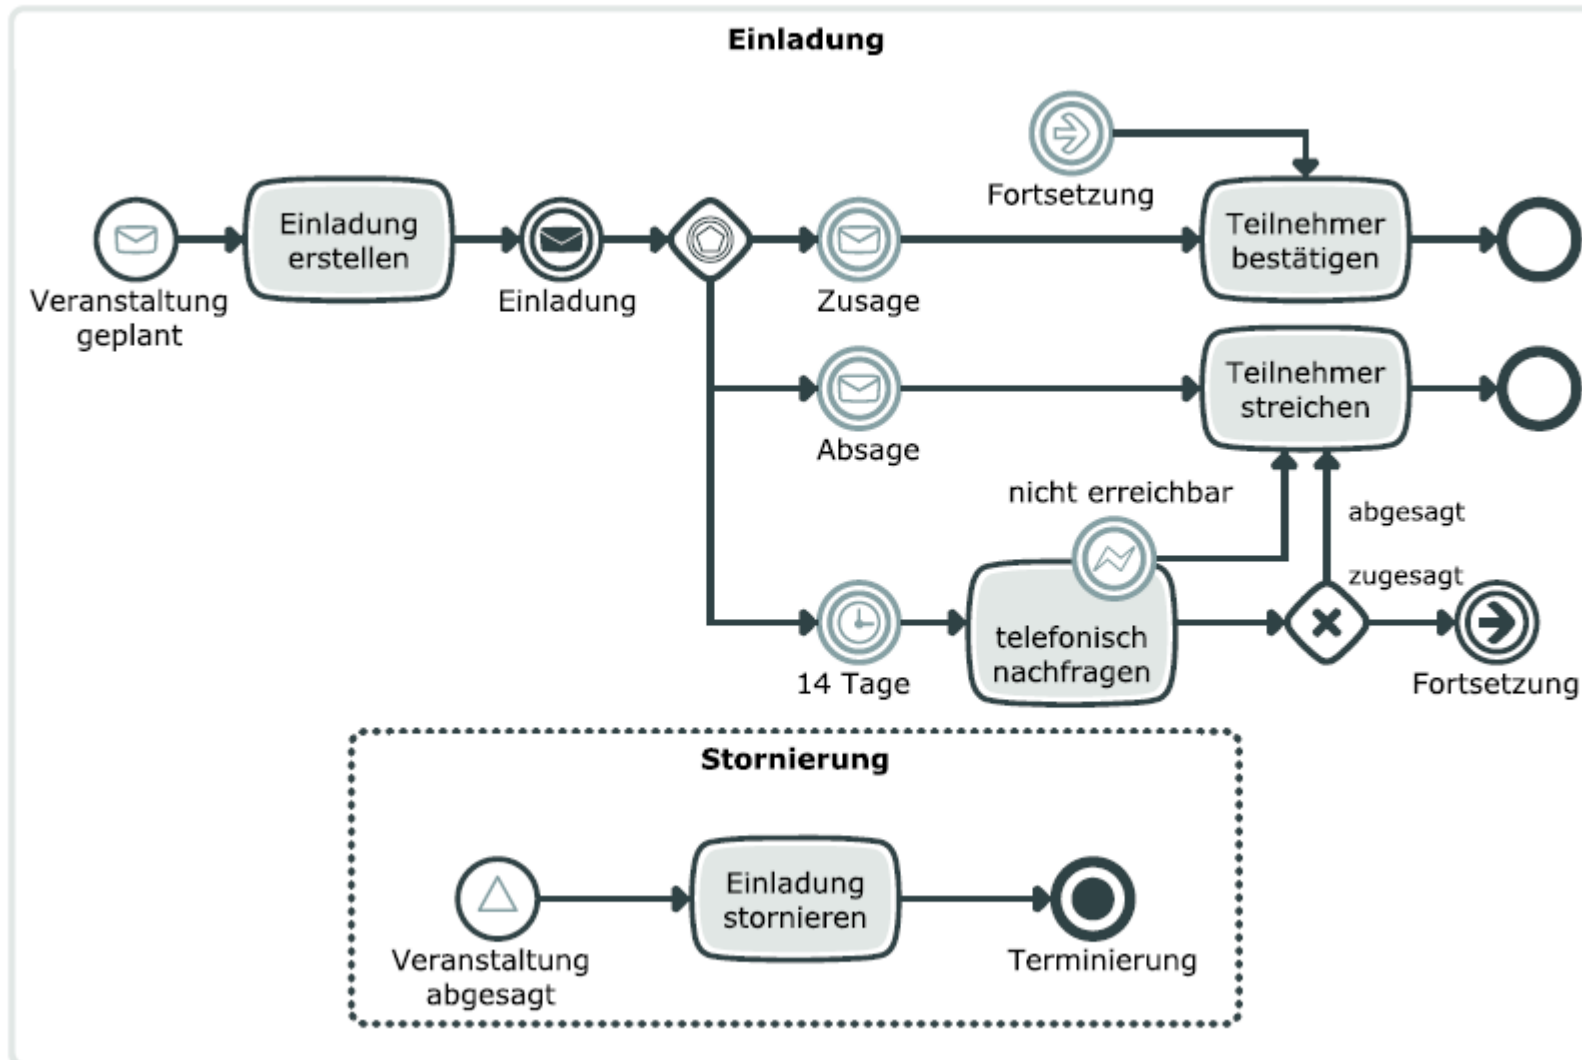 Einladung
Fortsetzung
Einladung
erstellen
Teilnehmer
bestätigen
Veranstaltung
geplant
Einladung
Zusage
Teilnehmer
streichen
Absage
nicht erreichbar
abgesagt
zugesagt
telefonisch
nachfragen
14 Tage
Fortsetzung
Stornierung
Einladung
stornieren
Veranstaltung
abgesagt
Terminierung